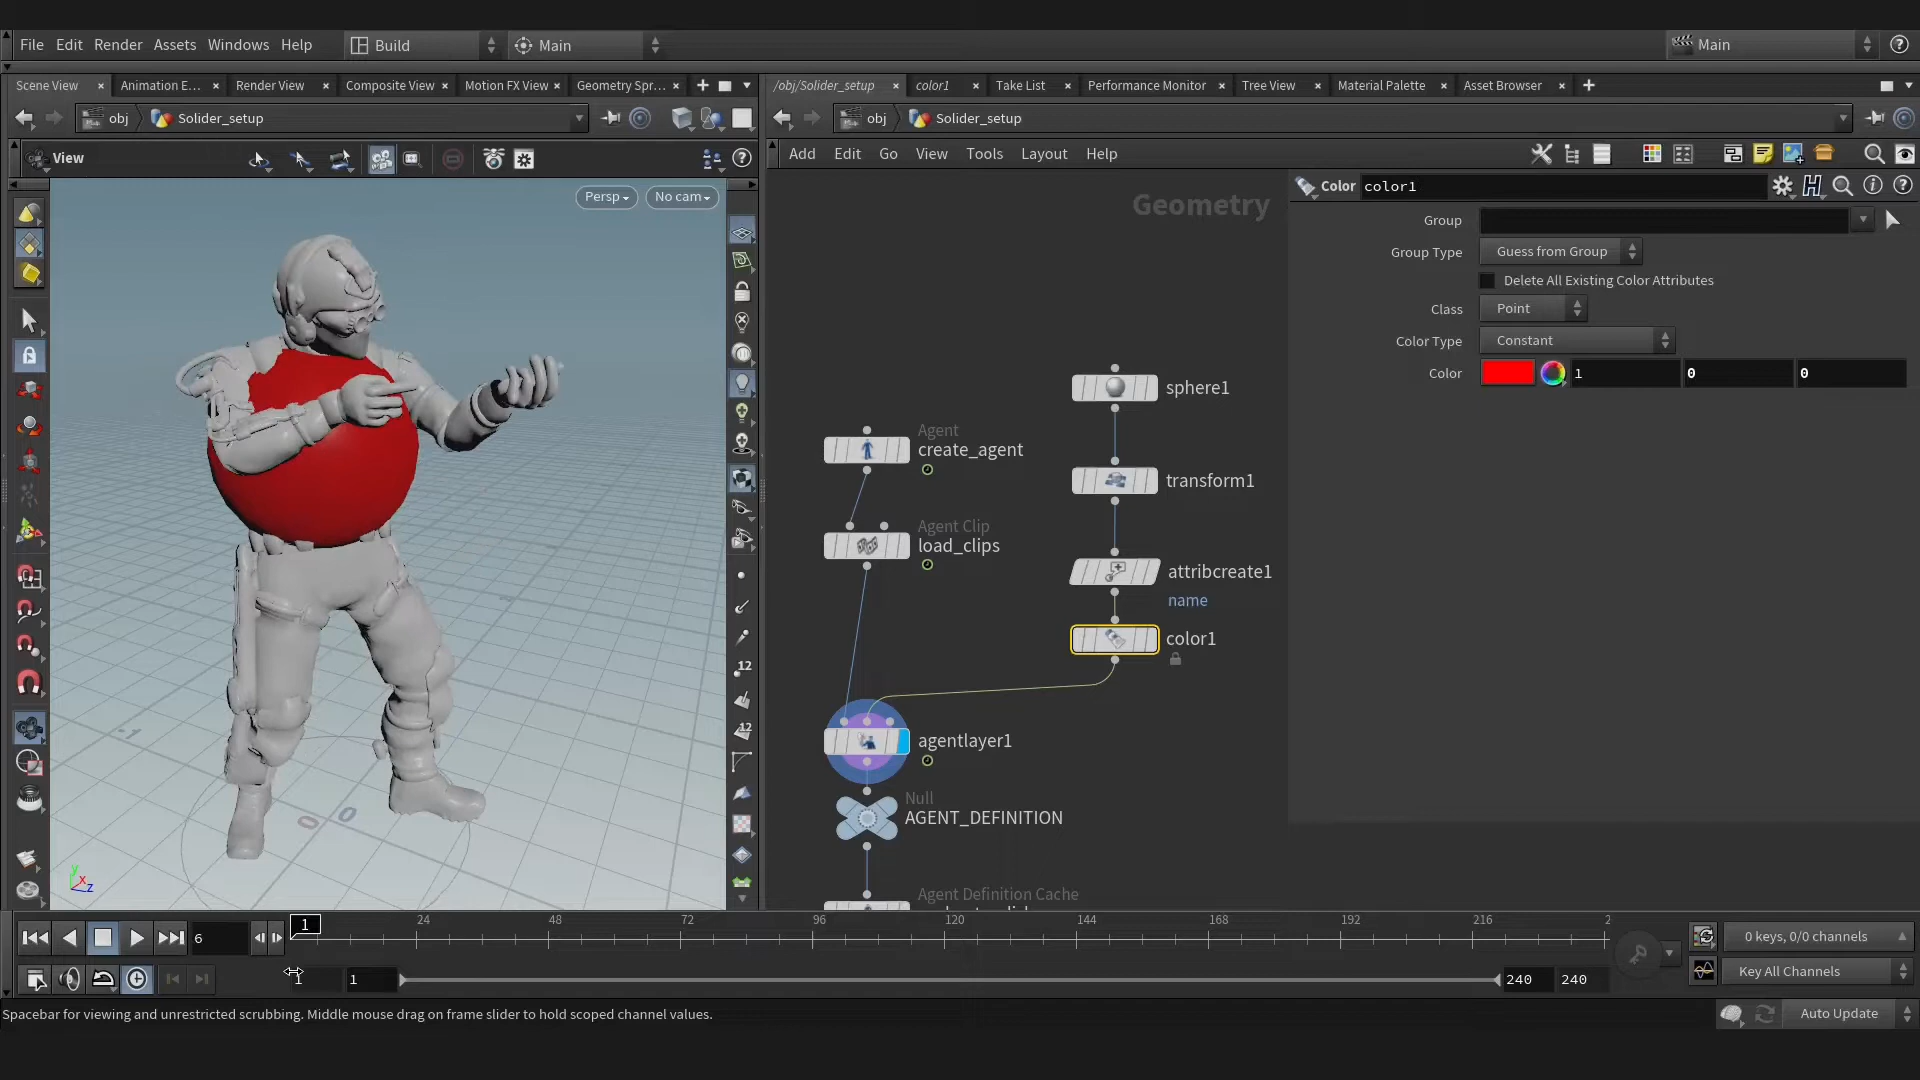 File Edit Render Assets Windows Help Build Main Main
Scene View Animation E... Render View Composite View Motion FX View Geometry Spr... /obj/Solider_setup color1 Take List Performance Monitor Tree View Material Palette Asset Browser
obj Solider_setup obj Solider_setup
View Add Edit Go View Tools Layout Help
Persp No cam
Geometry
Color color1
Group
Group Type Guess from Group
Delete All Existing Color Attributes
Class Point
Color Type Constant
Color 1 0 0
sphere1
Agent
create_agent
transform1
Agent Clip
load_clips
attribcreate1
name
color1
agentlayer1
Null
AGENT_DEFINITION
Agent Definition Cache
12
12
-1 0 0
y x z
6 1 24 48 72 96 120 144 168 192 216 2 0 keys, 0/0 channels
1 1 240 240 Key All Channels
Spacebar for viewing and unrestricted scrubbing. Middle mouse drag on frame slider to hold scoped channel values. Auto Update